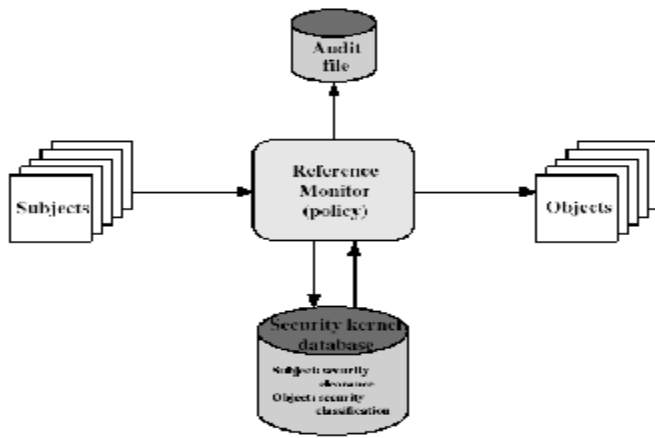 Audit
file
Subjects
Reference
Monitor
(policy)
Objects
Security kernel
database
Subject: security
clearance
Object: security
classification